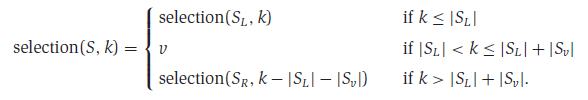 selection(S_L, k) if k ≤ |S_L|
selection(S, k) = { v if |S_L| < k ≤ |S_L| + |S_v|
selection(S_R, k − |S_L| − |S_v|) if k > |S_L| + |S_v|.